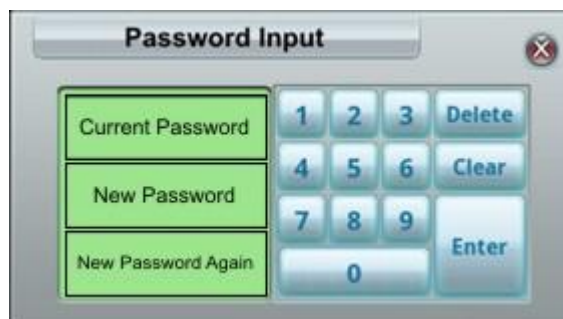 Password Input
Current Password
New Password
New Password Again
1 2 3 Delete
4 5 6 Clear
7 8 9
Enter
0